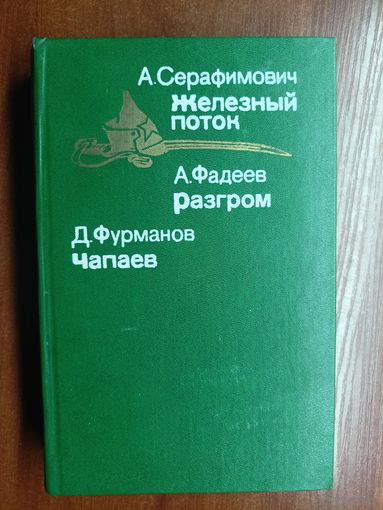 А.Серафимович
Железный
поток
А.Фадеев
Разгром
Д.Фурманов
Чапаев